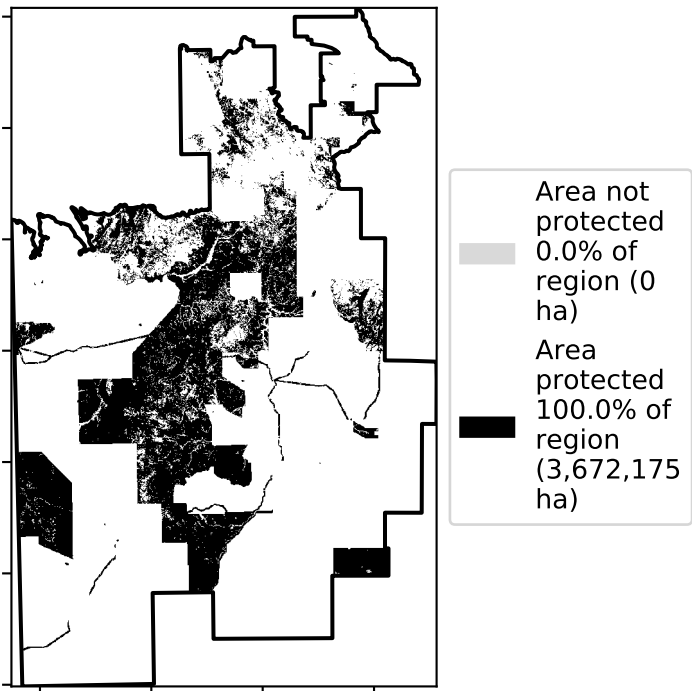 Area not
protected
0.0% of
region (0
ha)
Area
protected
100.0% of
region
(3,672,175
ha)